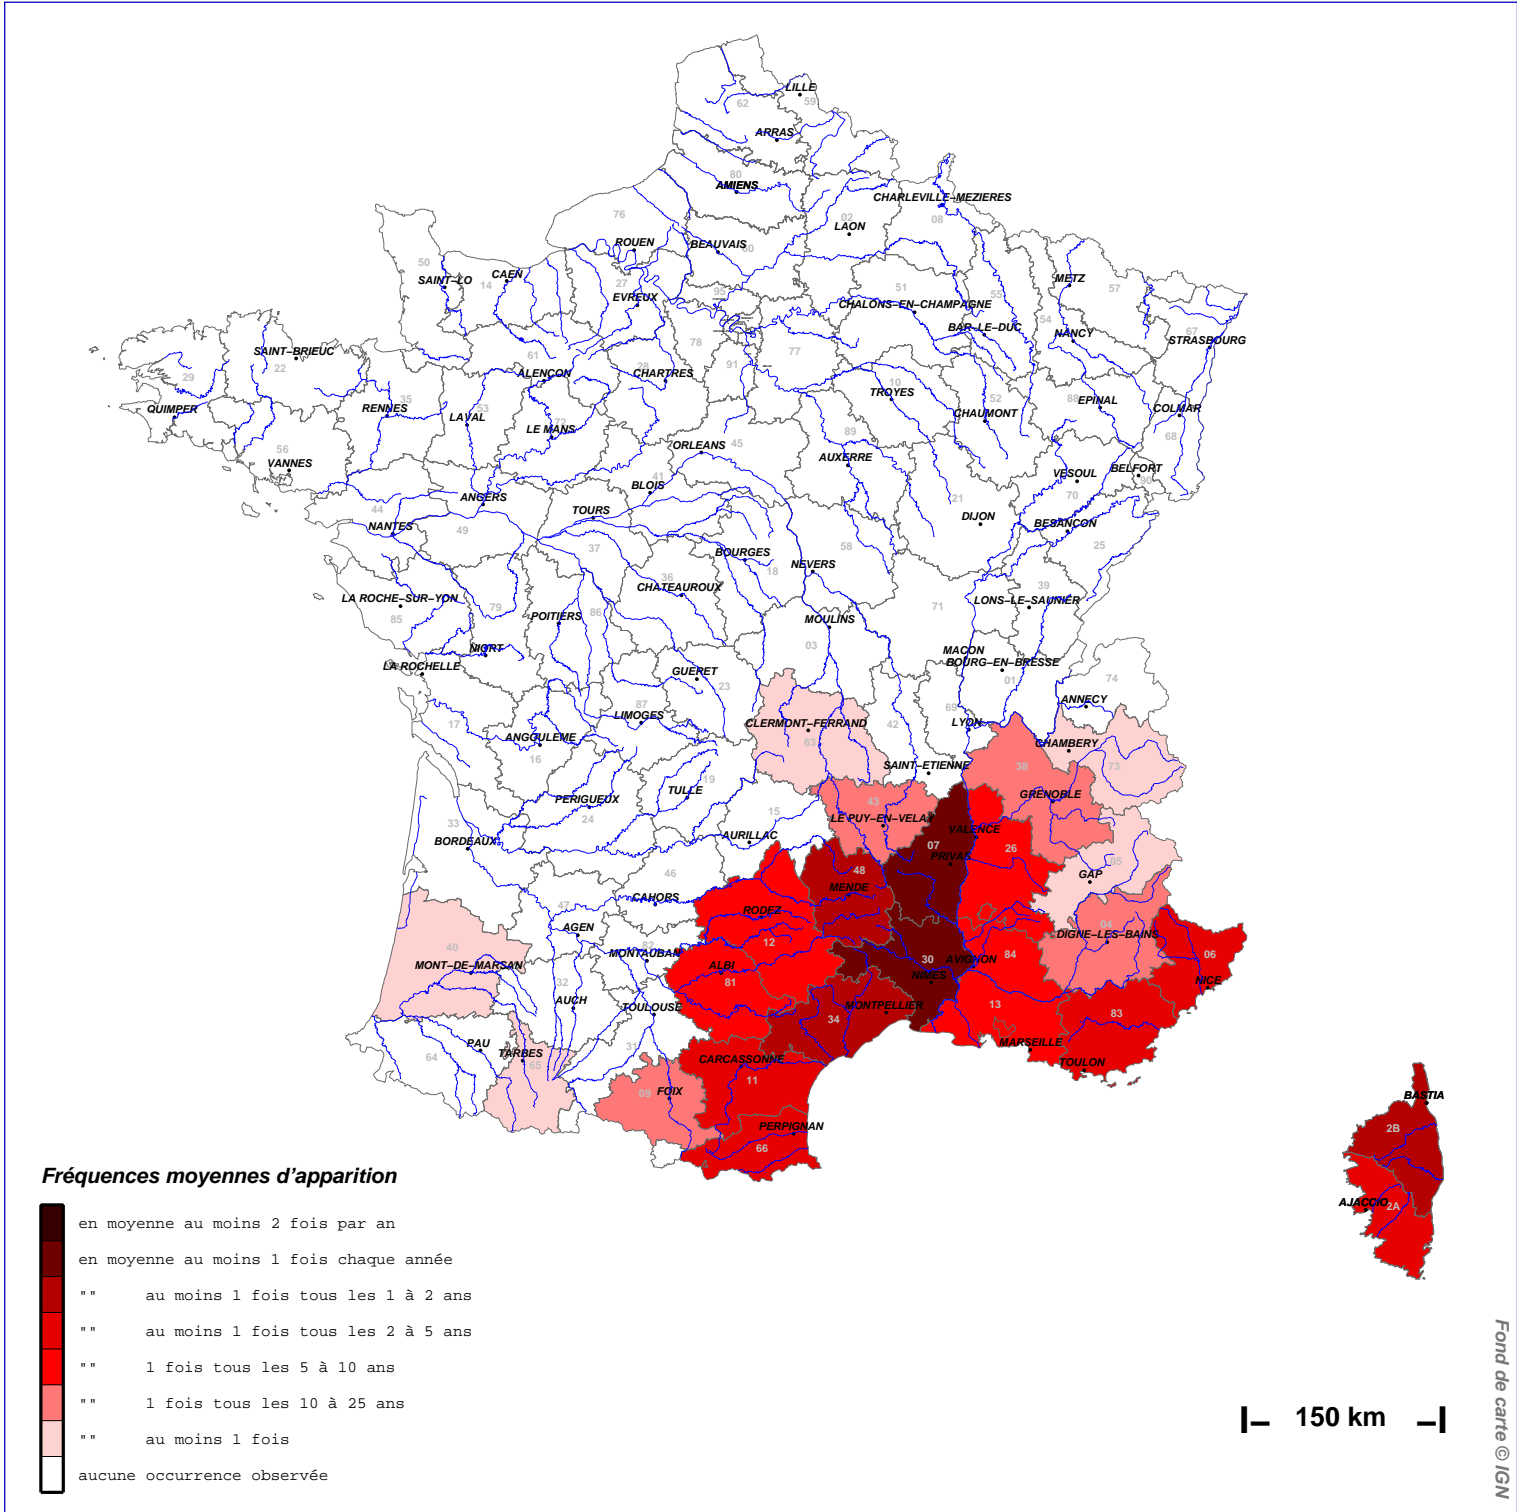 LILLE
62
59
ARRAS
80
AMIENS
CHARLEVILLE-MEZIERES
02
08
76
LAON
ROUEN
BEAUVAIS
60
50
SAINT-LO
CAEN
14
27
EVREUX
95
51
CHALONS-EN-CHAMPAGNE
55
METZ
57
54
NANCY
BAR-LE-DUC
67
STRASBOURG
SAINT-BRIEUC
22
29
61
ALENÇON
28
CHARTRES
78
91
77
10
TROYES
52
CHAUMONT
88
EPINAL
COLMAR
68
QUIMPER
35
RENNES
53
LAVAL
72
LE MANS
ORLEANS
45
89
AUXERRE
56
VANNES
41
BLOIS
VESOUL
70
BELFORT
90
ANGERS
44
NANTES
49
TOURS
37
21
DIJON
BESANCON
25
BOURGES
18
58
NEVERS
36
CHATEAUROUX
39
LONS-LE-SAUNIER
LA ROCHE-SUR-YON
85
79
POITIERS
86
71
MOULINS
03
NIORT
LA ROCHELLE
MACON
BOURG-EN-BRESSE
01
74
ANNECY
GUERET
23
87
LIMOGES
17
ANGOULEME
16
CLERMONT-FERRAND
63
42
69
LYON
CHAMBERY
73
SAINT-ETIENNE
38
GRENOBLE
19
TULLE
PERIGUEUX
24
15
AURILLAC
43
LE PUY-EN-VELAY
33
BORDEAUX
VALENCE
26
07
PRIVAS
05
GAP
46
CAHORS
48
MENDE
47
AGEN
RODEZ
12
04
DIGNE-LES-BAINS
40
MONT-DE-MARSAN
82
MONTAUBAN
ALBI
81
30
NIMES
AVIGNON
84
06
NICE
32
AUCH
TOULOUSE
31
34
MONTPELLIER
13
MARSEILLE
83
TOULON
64
PAU
TARBES
65
09
FOIX
CARCASSONNE
11
PERPIGNAN
66
BASTIA
2B
AJACCIO
2A
Fréquences moyennes d'apparition
en moyenne au moins 2 fois par an
en moyenne au moins 1 fois chaque année
"" au moins 1 fois tous les 1 à 2 ans
"" au moins 1 fois tous les 2 à 5 ans
"" 1 fois tous les 5 à 10 ans
"" 1 fois tous les 10 à 25 ans
"" au moins 1 fois
aucune occurrence observée
150 km
Fond de carte © IGN